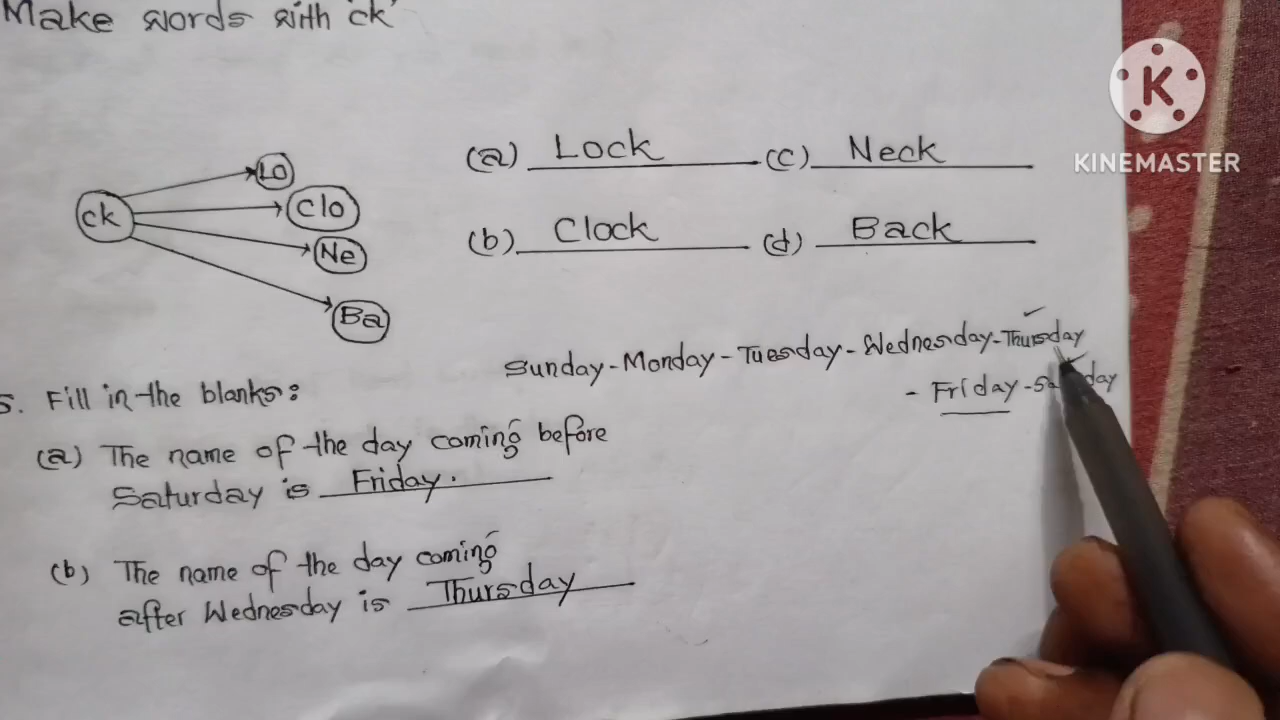 Make words with 'ck'
ck
Lo
Clo
Ne
Ba
(a) Lock
(c) Neck
(b) Clock
(d) Back
Sunday-Monday-Tuesday-Wednesday-Thursday
- Friday -
5. Fill in the blanks:
(a) The name of the day coming before
Saturday is Friday.
(b) The name of the day coming
after Wednesday is Thursday
K
KINEMASTER